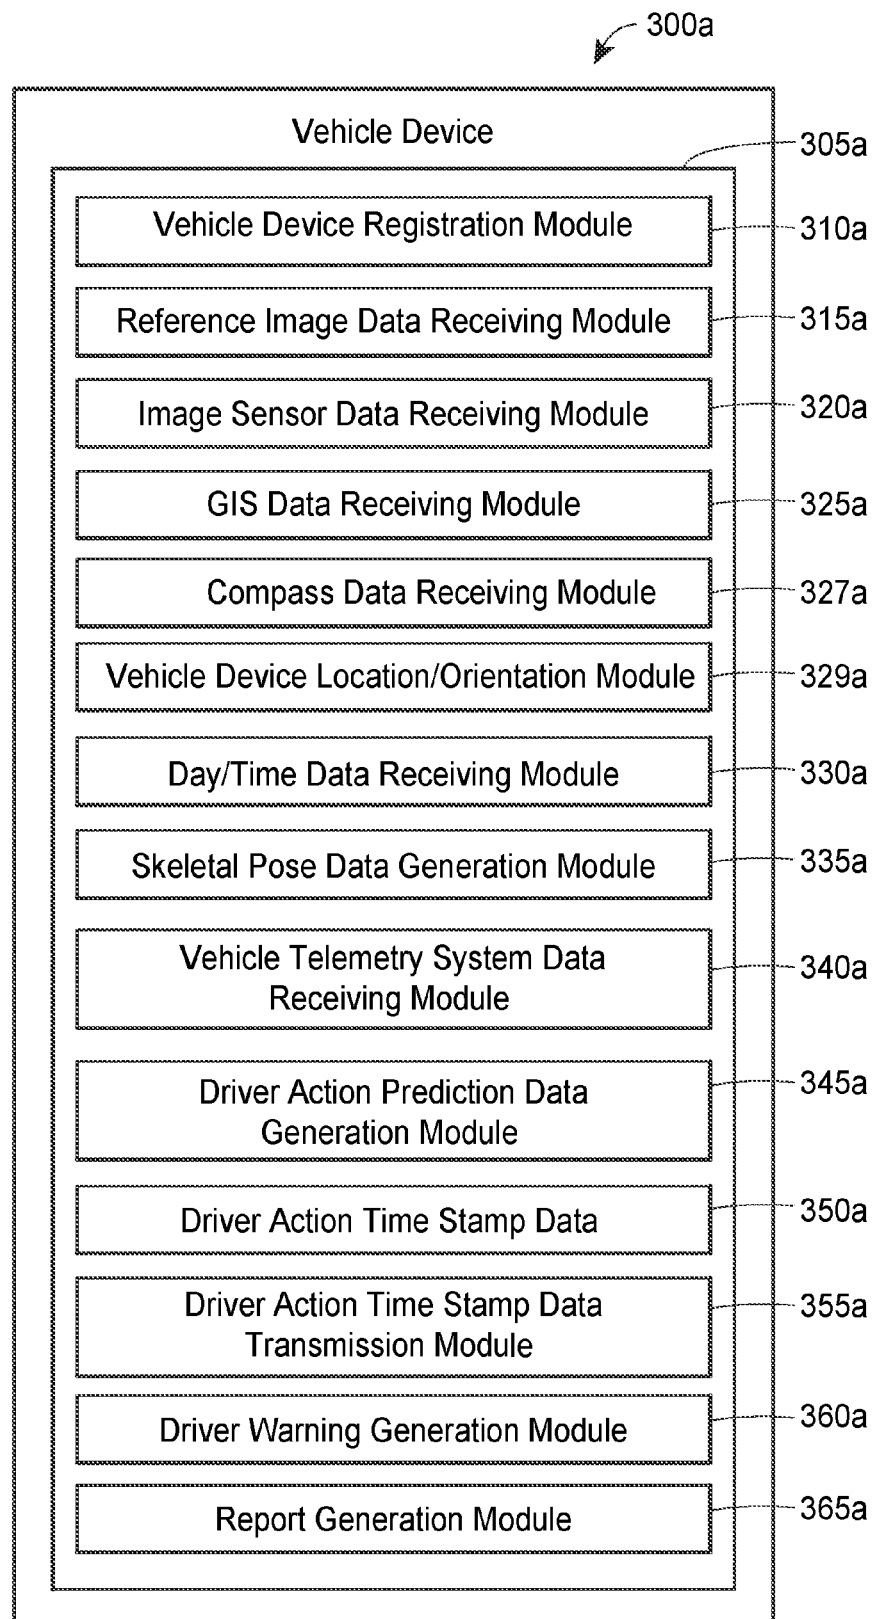 300a
Vehicle Device
305a
Vehicle Device Registration Module
310a
Reference Image Data Receiving Module
315a
Image Sensor Data Receiving Module
320a
GIS Data Receiving Module
325a
Compass Data Receiving Module
327a
Vehicle Device Location/Orientation Module
329a
Day/Time Data Receiving Module
330a
Skeletal Pose Data Generation Module
335a
Vehicle Telemetry System Data
Receiving Module
340a
Driver Action Prediction Data
Generation Module
345a
Driver Action Time Stamp Data
350a
Driver Action Time Stamp Data
Transmission Module
355a
Driver Warning Generation Module
360a
Report Generation Module
365a